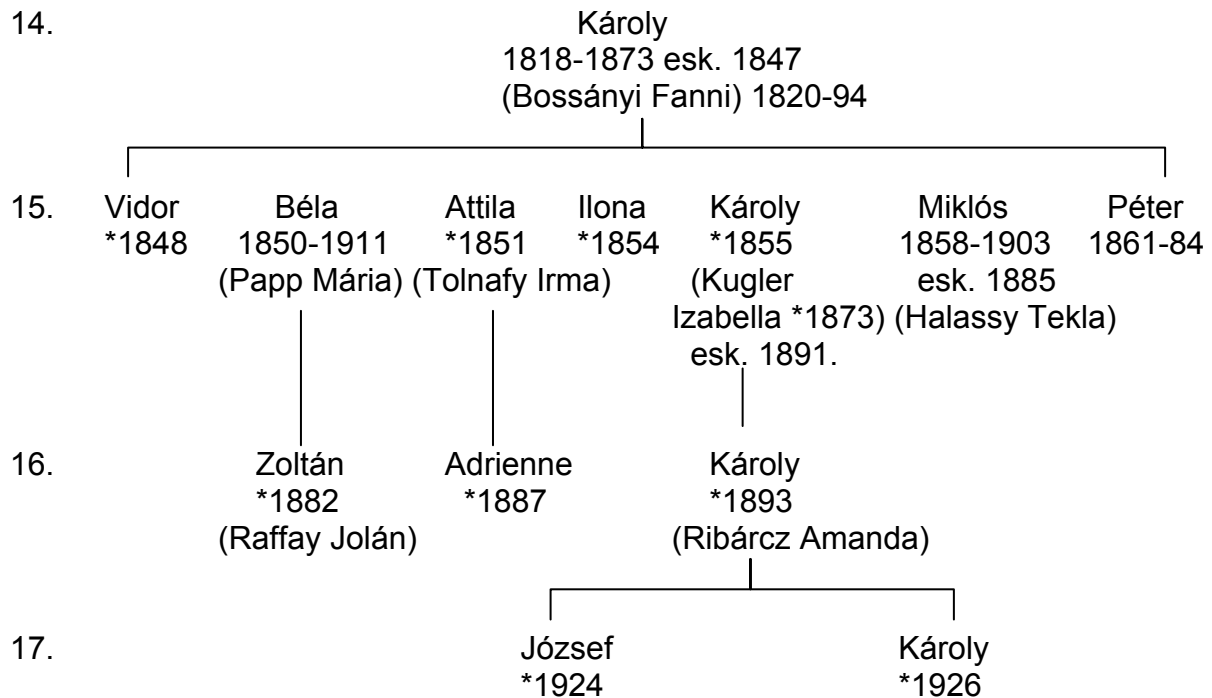 14. Károly
1818-1873 esk. 1847
(Bossányi Fanni) 1820-94
15. Vidor Béla Attila Ilona Károly Miklós Péter
*1848 1850-1911 *1851 *1854 *1855 1858-1903 1861-84
(Papp Mária) (Tolnafy Irma) (Kugler esk. 1885
Izabella *1873) (Halassy Tekla)
esk. 1891.
16. Zoltán Adrienne Károly
*1882 *1887 *1893
(Raffay Jolán) (Ribárcz Amanda)
17. József Károly
*1924 *1926